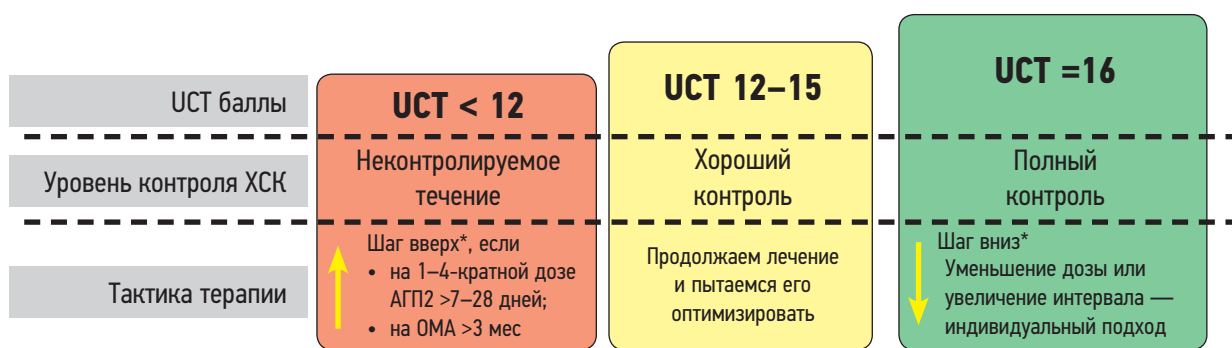 UCT баллы
UCT < 12
UCT 12–15
UCT =16
Уровень контроля ХСК
Неконтролируемое
течение
Хороший
контроль
Полный
контроль
Тактика терапии
Шаг вверх*, если
• на 1–4-кратной дозе
АГП2 >7–28 дней;
• на ОМА >3 мес
Продолжаем лечение
и пытаемся его
оптимизировать
Шаг вниз*
Уменьшение дозы или
увеличение интервала —
индивидуальный подход